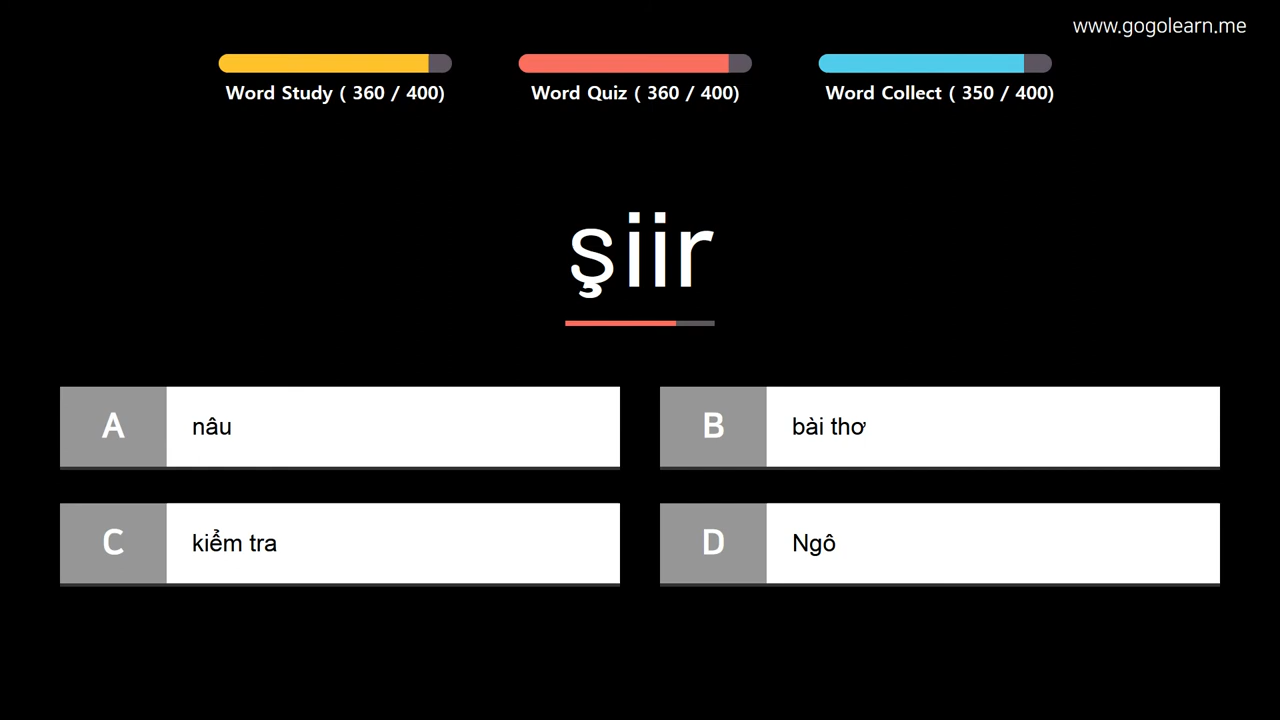 www.gogolearn.me
Word Study ( 360 / 400)
Word Quiz ( 360 / 400)
Word Collect ( 350 / 400)
şiir
A nâu
B bài thơ
C kiểm tra
D Ngô